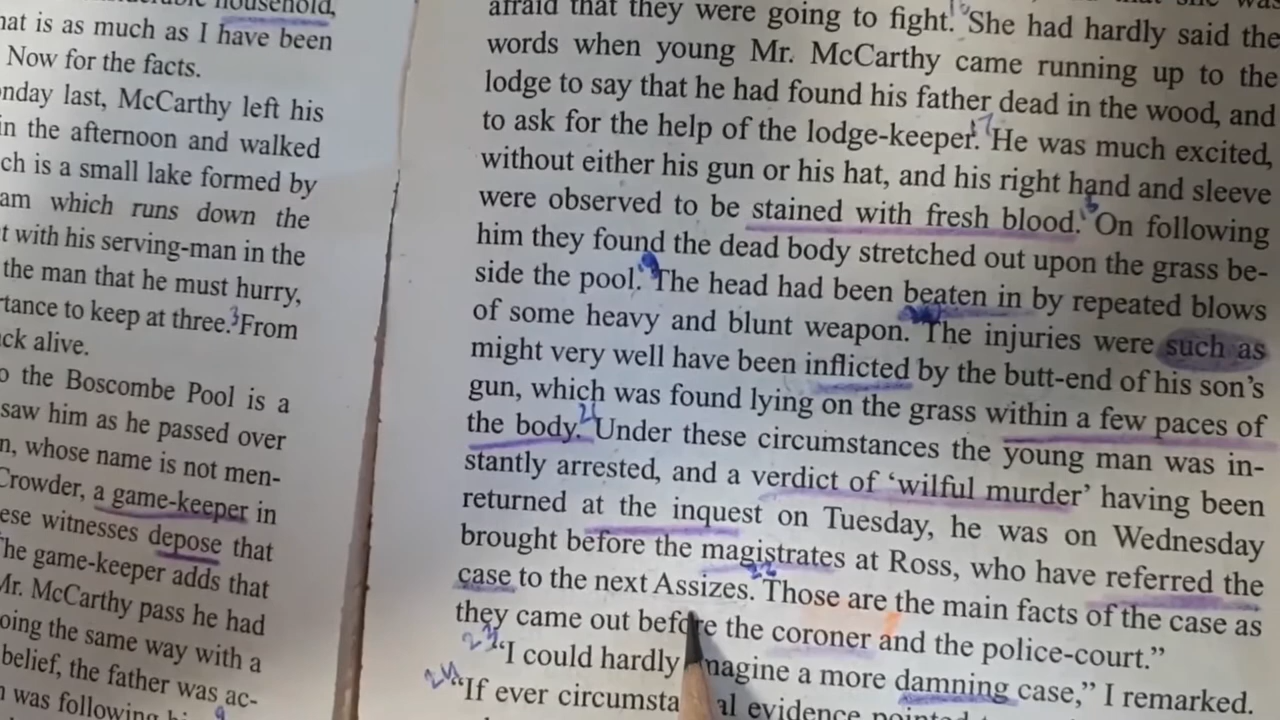 household,
hat is as much as I have been
Now for the facts.
nday last, McCarthy left his
in the afternoon and walked
ch is a small lake formed by
am which runs down the
t with his serving-man in the
the man that he must hurry,
rtance to keep at three.³ From
ck alive.
o the Boscombe Pool is a
saw him as he passed over
n, whose name is not men-
Crowder, a game-keeper in
ese witnesses depose that
The game-keeper adds that
Mr. McCarthy pass he had
oing the same way with a
belief, the father was ac-
was following
9
afraid that they were going to fight. She had hardly said the
words when young Mr. McCarthy came running up to the
lodge to say that he had found his father dead in the wood, and
to ask for the help of the lodge-keeper. He was much excited,
without either his gun or his hat, and his right hand and sleeve
were observed to be stained with fresh blood. On following
him they found the dead body stretched out upon the grass be-
side the pool. The head had been beaten in by repeated blows
of some heavy and blunt weapon. The injuries were such as
might very well have been inflicted by the butt-end of his son's
gun, which was found lying on the grass within a few paces of
the body.²¹ Under these circumstances the young man was in-
stantly arrested, and a verdict of ‘wilful murder’ having been
returned at the inquest on Tuesday, he was on Wednesday
brought before the magistrates at Ross, who have referred the
case to the next Assizes.²² Those are the main facts of the case as
they came out before the coroner and the police-court.”
23 “I could hardly imagine a more damning case,” I remarked.
24 “If ever circumsta al evidence pointed